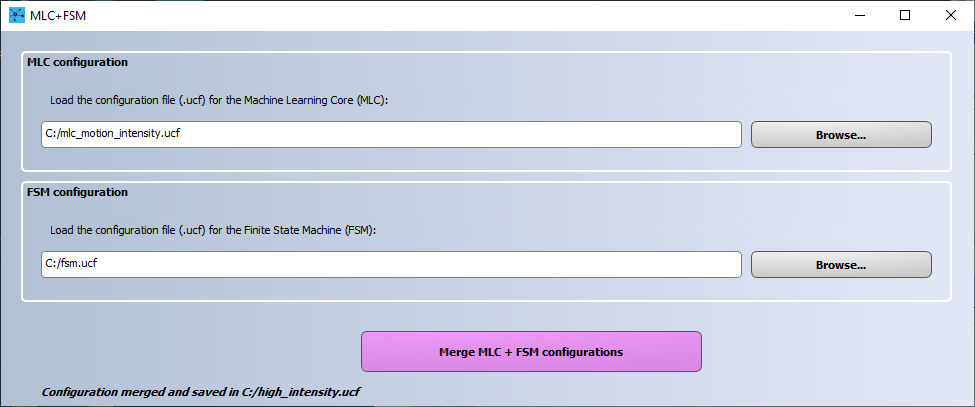 MLC+FSM
MLC configuration
Load the configuration file (.ucf) for the Machine Learning Core (MLC):
C:/mlc_motion_intensity.ucf
Browse...
FSM configuration
Load the configuration file (.ucf) for the Finite State Machine (FSM):
C:/fsm.ucf
Browse...
Merge MLC + FSM configurations
Configuration merged and saved in C:/high_intensity.ucf